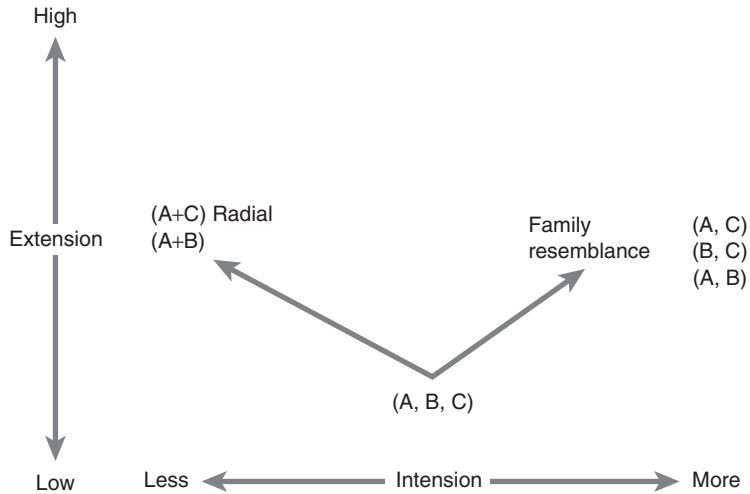 High
(A+C) Radial
(A+B)
Extension
Family
resemblance
(A, C)
(B, C)
(A, B)
(A, B, C)
Low
Less
Intension
More